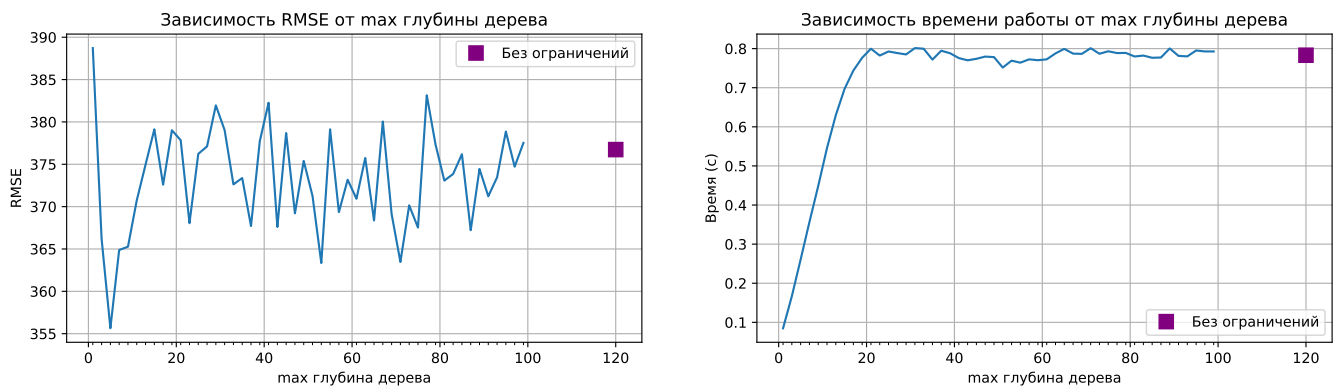 Зависимость RMSE от max глубины дерева
390
385
380
375
370
365
360
355
RMSE
Без ограничений
0 20 40 60 80 100 120
max глубина дерева
Зависимость времени работы от max глубины дерева
0.8
0.7
0.6
0.5
0.4
0.3
0.2
0.1
Время (с)
Без ограничений
0 20 40 60 80 100 120
max глубина дерева